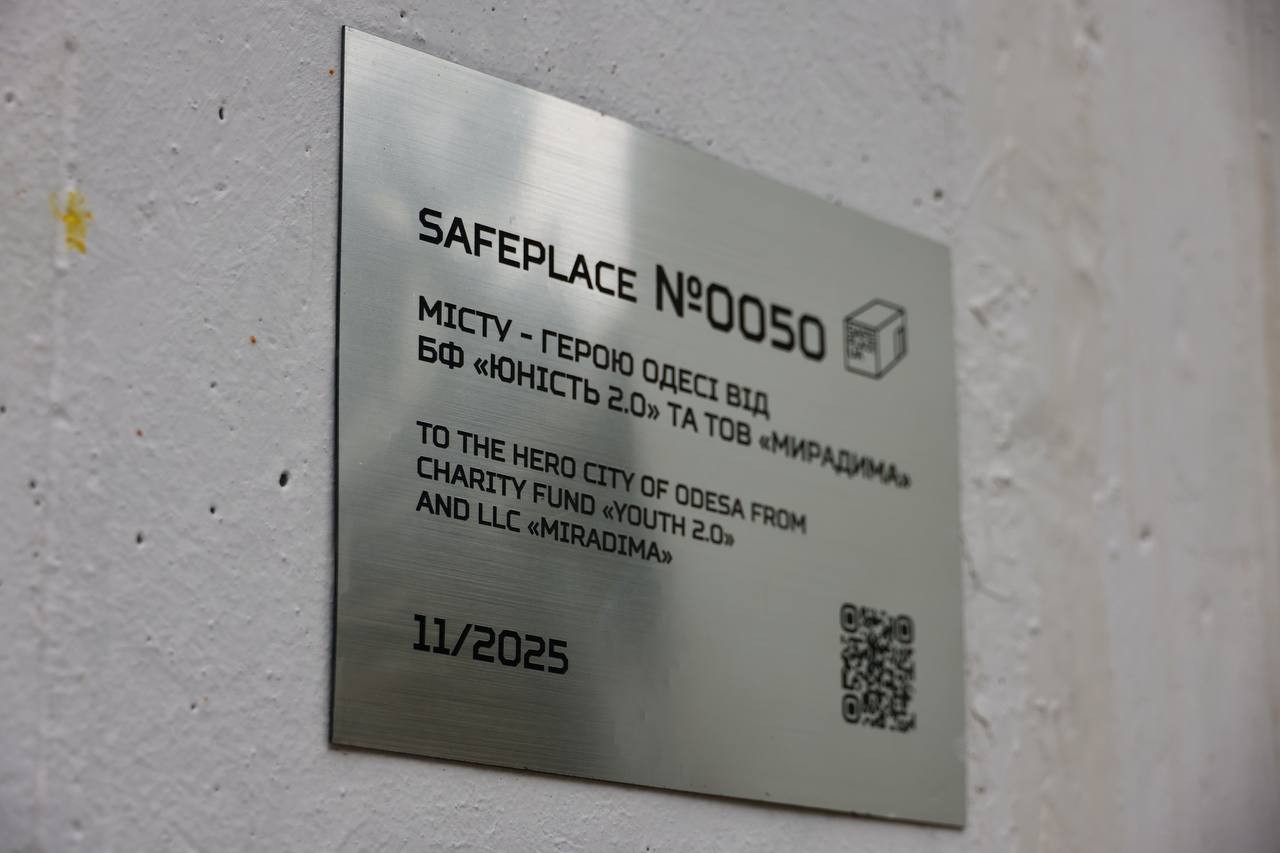 SAFEPLACE №0050
МІСТУ - ГЕРОЮ ОДЕСІ ВІД
БФ «ЮНІСТЬ 2.0» ТА ТОВ «МИРАДИМА»
TO THE HERO CITY OF ODESA FROM
CHARITY FUND «YOUTH 2.0»
AND LLC «MIRADIMA»
11/2025